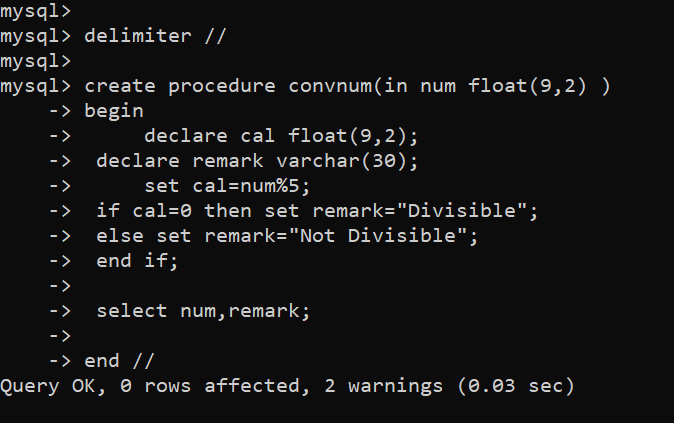 mysql>
mysql> delimiter //
mysql>
mysql> create procedure convnum(in num float(9,2) )
    -> begin
    ->      declare cal float(9,2);
    ->  declare remark varchar(30);
    ->      set cal=num%5;
    ->  if cal=0 then set remark="Divisible";
    ->  else set remark="Not Divisible";
    ->  end if;
    ->
    ->  select num,remark;
    ->
    -> end //
Query OK, 0 rows affected, 2 warnings (0.03 sec)